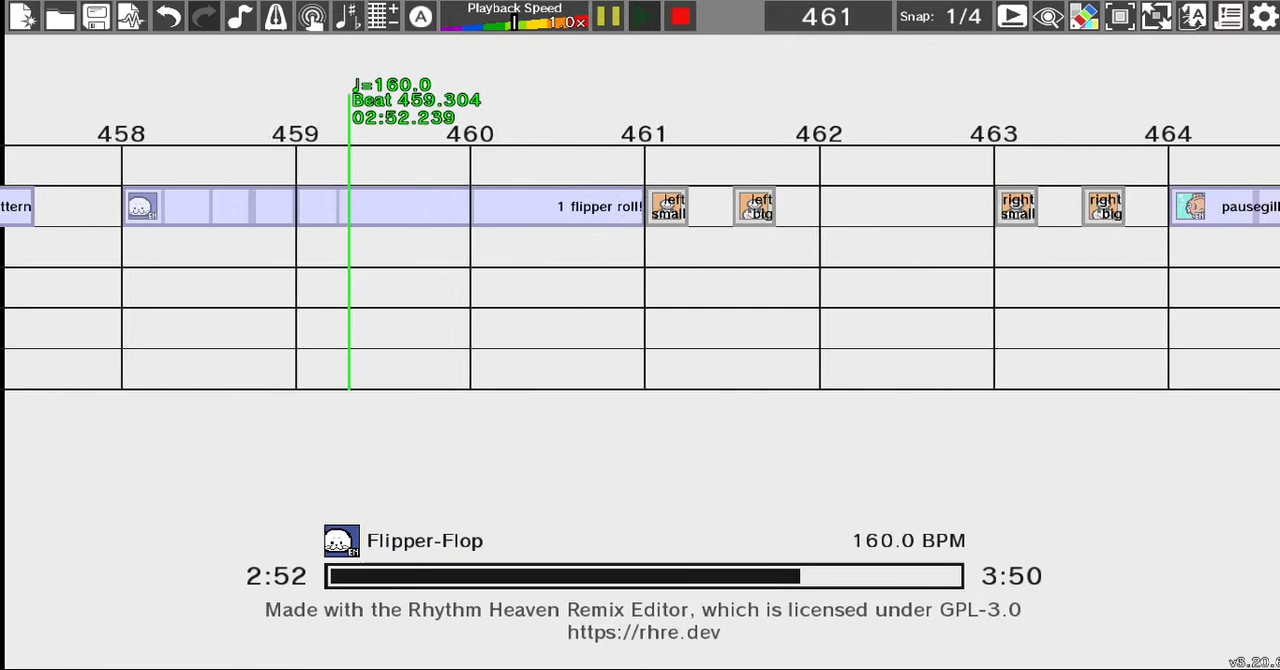 Playback Speed
1.0×
461
Snap: 1/4
♩=160.0
Beat 459.304
02:52.239
458 459 460 461 462 463 464
ttern
1 flipper roll!
left small
left big
right small
right big
pausegill
Flipper-Flop
160.0 BPM
2:52
3:50
Made with the Rhythm Heaven Remix Editor, which is licensed under GPL-3.0
https://rhre.dev
v3.20.